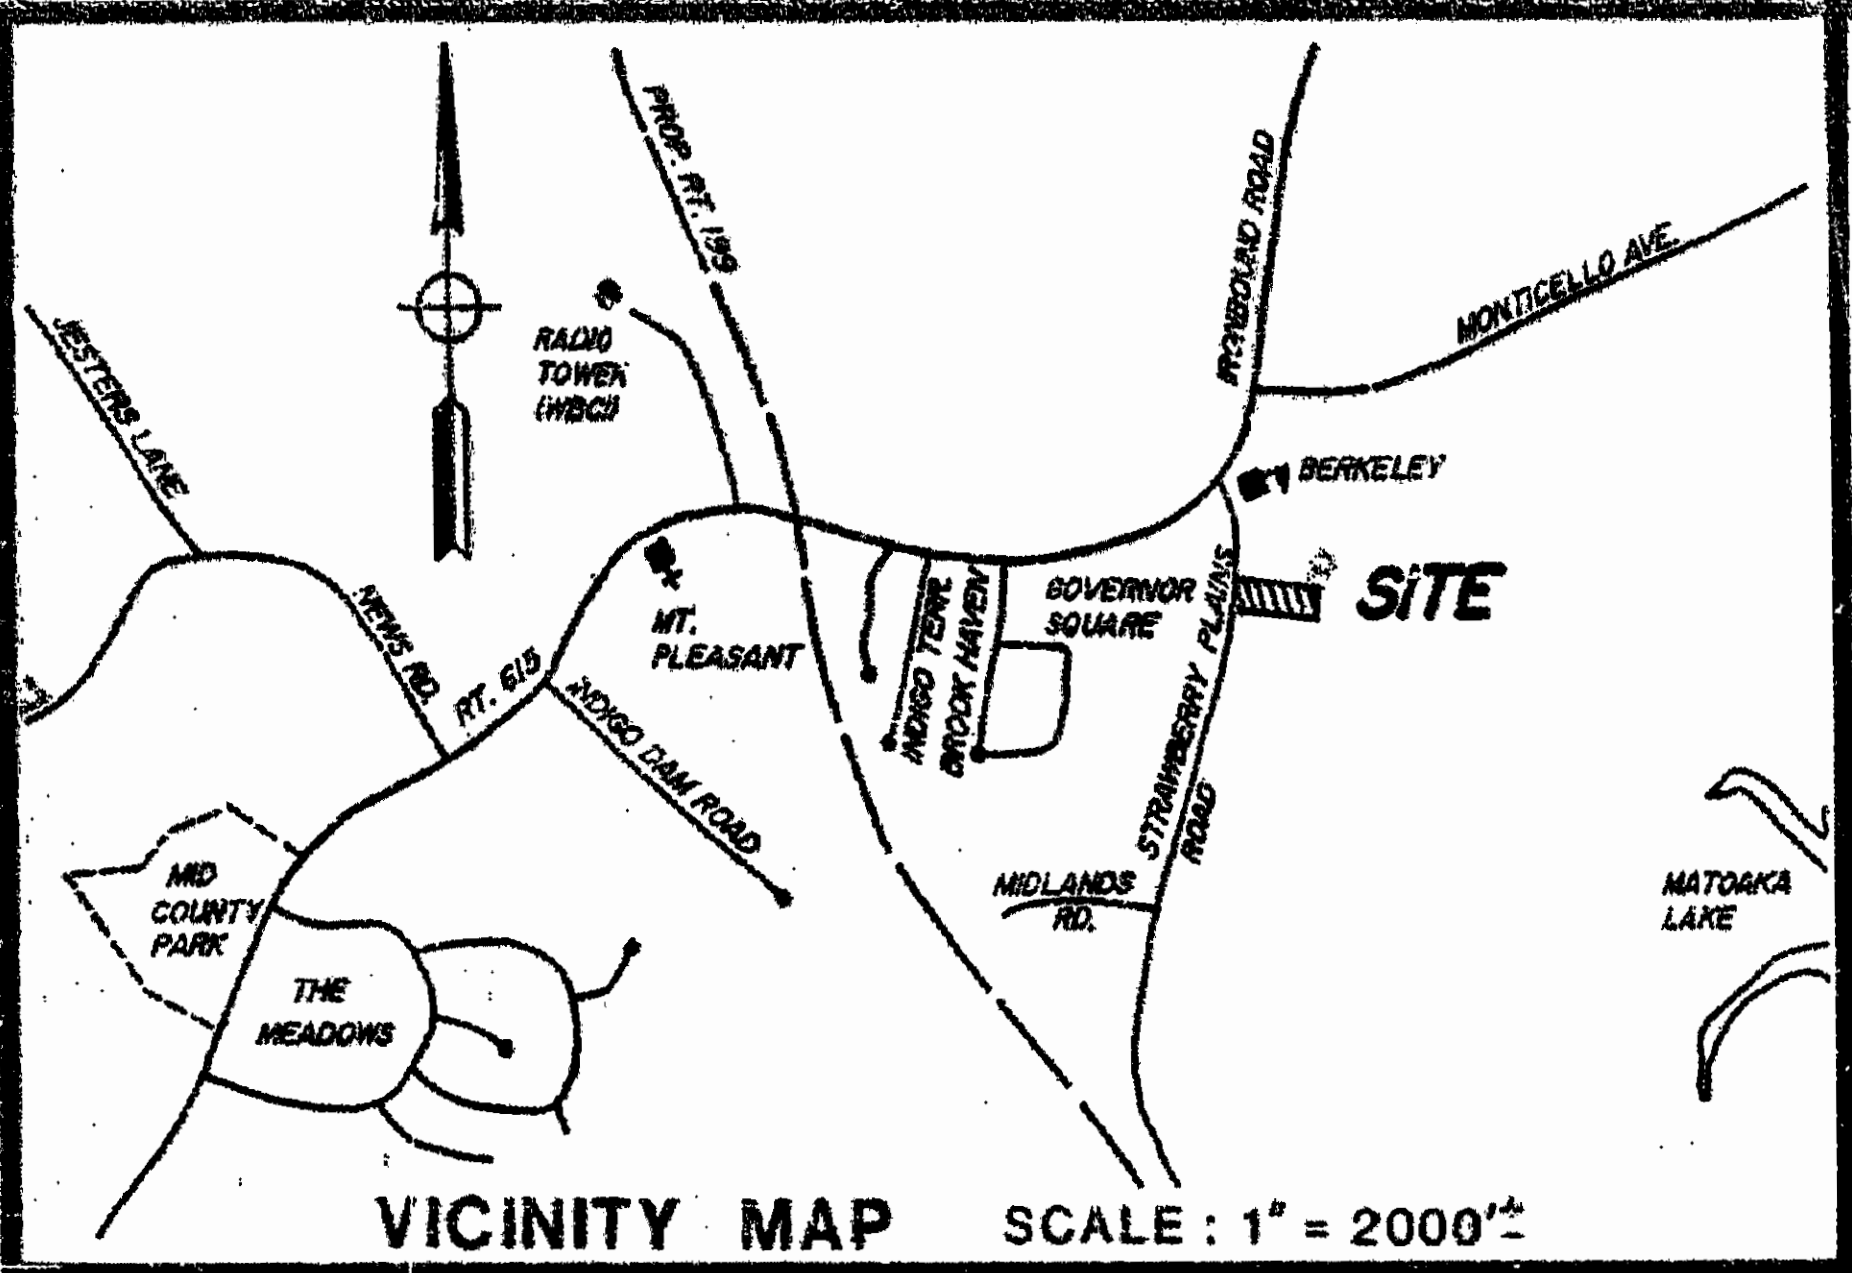 PROP. RT. 199
IRONBOUND ROAD
MONTICELLO AVE.
JESTERS LANE
RADIO
TOWER
(WBCI)
BERKELEY
NEWS RD.
RT. 615
MT.
PLEASANT
INDIGO TERR.
BROOK HAVEN
GOVERNOR
SQUARE
STRAWBERRY PLAINS
ROAD
SiTE
INDIGO DAM ROAD
MID
COUNTY
PARK
MIDLANDS
RD.
MATOAKA
LAKE
THE
MEADOWS
VICINITY MAP
SCALE : 1" = 2000'±